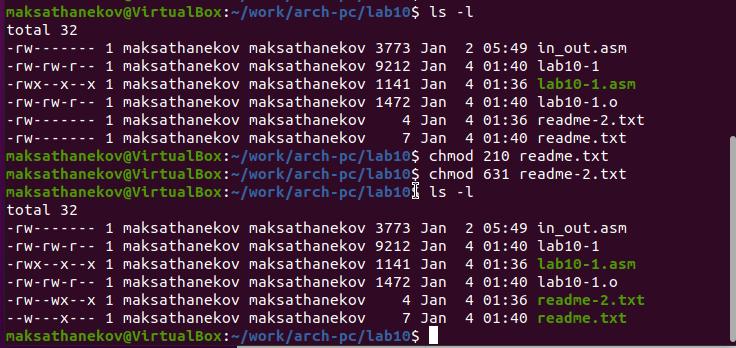 maksathanekov@VirtualBox:~/work/arch-pc/lab10$ ls -l
total 32
-rw------- 1 maksathanekov maksathanekov 3773 Jan  2 05:49 in_out.asm
-rw-rw-r-- 1 maksathanekov maksathanekov 9212 Jan  4 01:40 lab10-1
-rwx--x--x 1 maksathanekov maksathanekov 1141 Jan  4 01:36 lab10-1.asm
-rw-rw-r-- 1 maksathanekov maksathanekov 1472 Jan  4 01:40 lab10-1.o
-rw------- 1 maksathanekov maksathanekov    4 Jan  4 01:36 readme-2.txt
-rw------- 1 maksathanekov maksathanekov    7 Jan  4 01:40 readme.txt
maksathanekov@VirtualBox:~/work/arch-pc/lab10$ chmod 210 readme.txt
maksathanekov@VirtualBox:~/work/arch-pc/lab10$ chmod 631 readme-2.txt
maksathanekov@VirtualBox:~/work/arch-pc/lab10$ ls -l
total 32
-rw------- 1 maksathanekov maksathanekov 3773 Jan  2 05:49 in_out.asm
-rw-rw-r-- 1 maksathanekov maksathanekov 9212 Jan  4 01:40 lab10-1
-rwx--x--x 1 maksathanekov maksathanekov 1141 Jan  4 01:36 lab10-1.asm
-rw-rw-r-- 1 maksathanekov maksathanekov 1472 Jan  4 01:40 lab10-1.o
-rw--wx--x 1 maksathanekov maksathanekov    4 Jan  4 01:36 readme-2.txt
--w---x--- 1 maksathanekov maksathanekov    7 Jan  4 01:40 readme.txt
maksathanekov@VirtualBox:~/work/arch-pc/lab10$